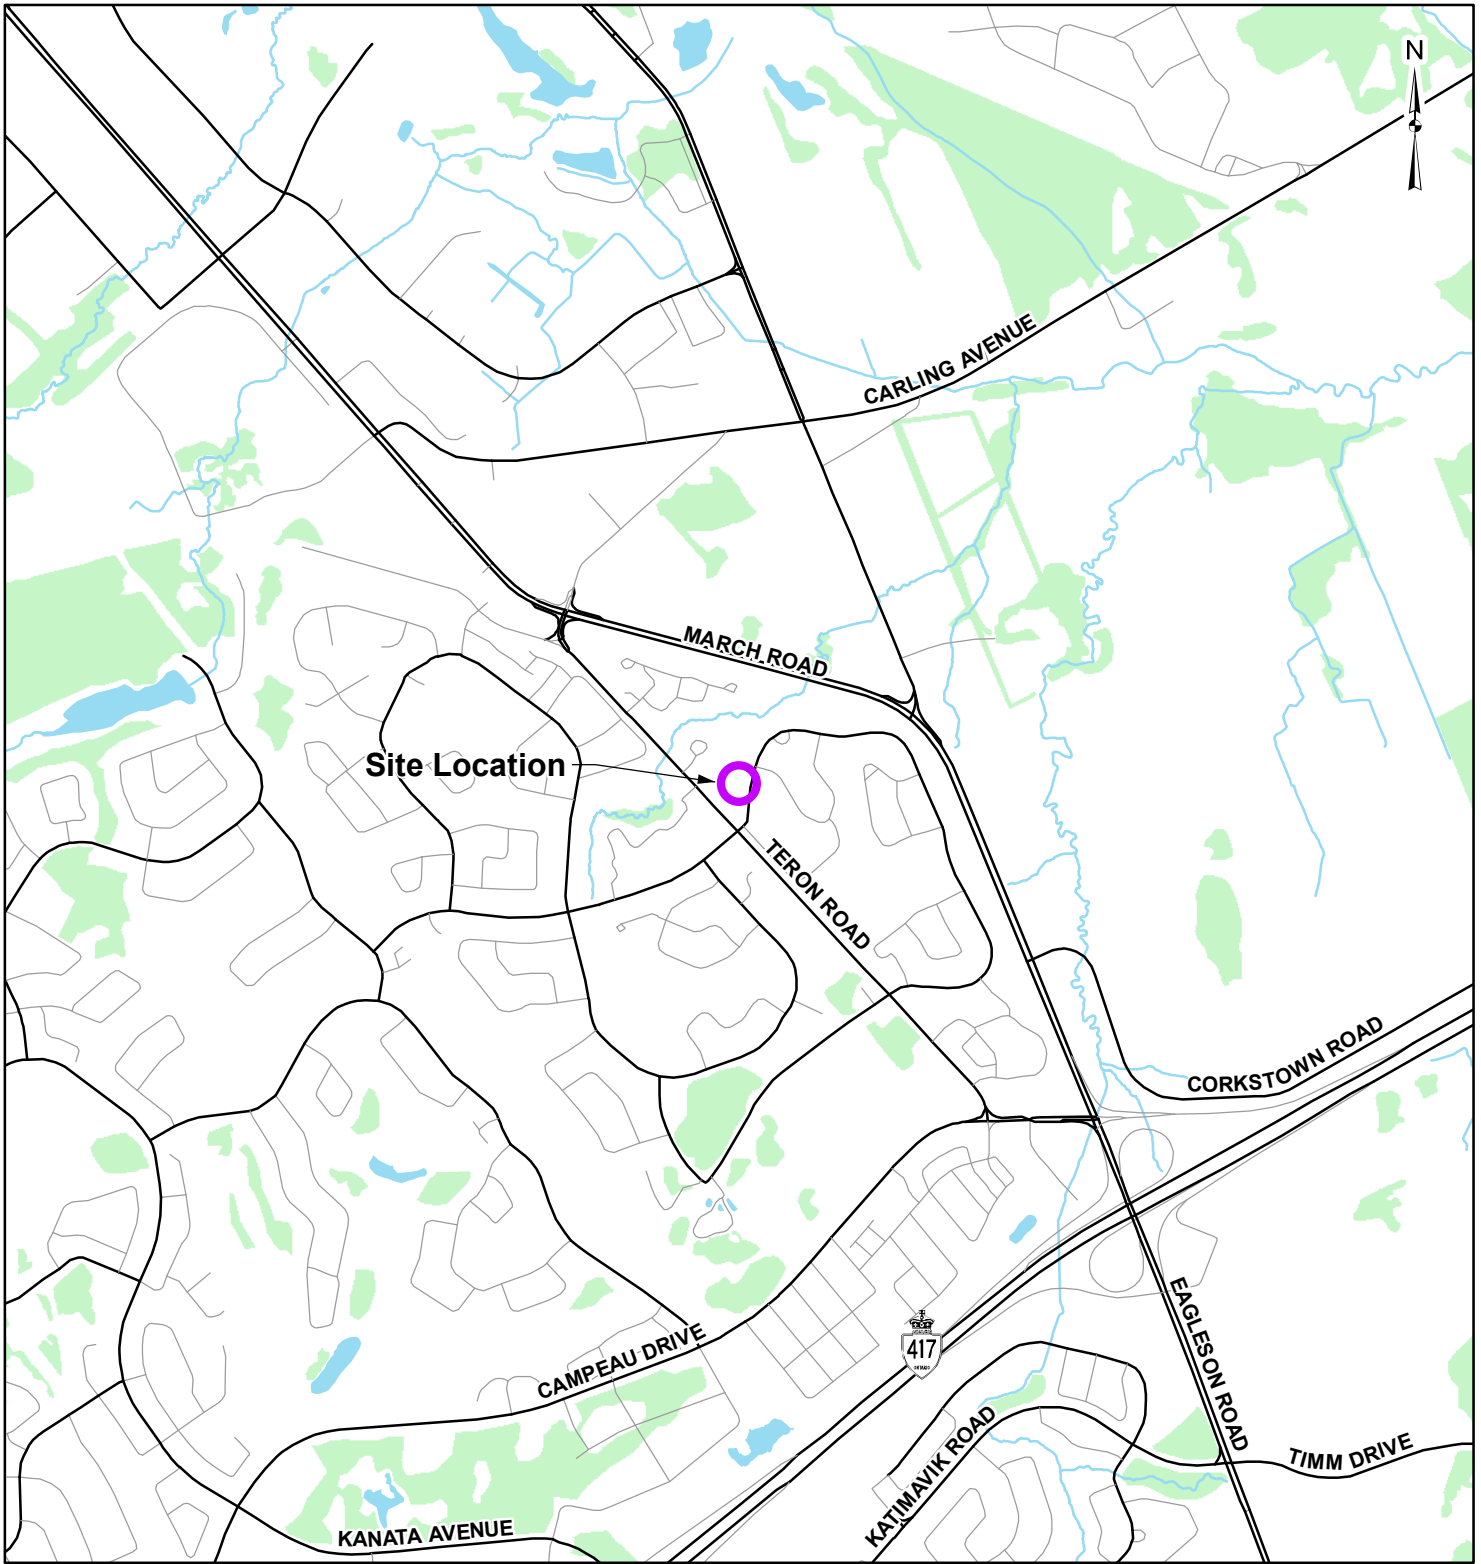 N
CARLING AVENUE
MARCH ROAD
Site Location
TERON ROAD
CORKSTOWN ROAD
EAGLESON ROAD
417
ONTARIO
CAMPEAU DRIVE
KATIMAVIK ROAD
TIMM DRIVE
KANATA AVENUE